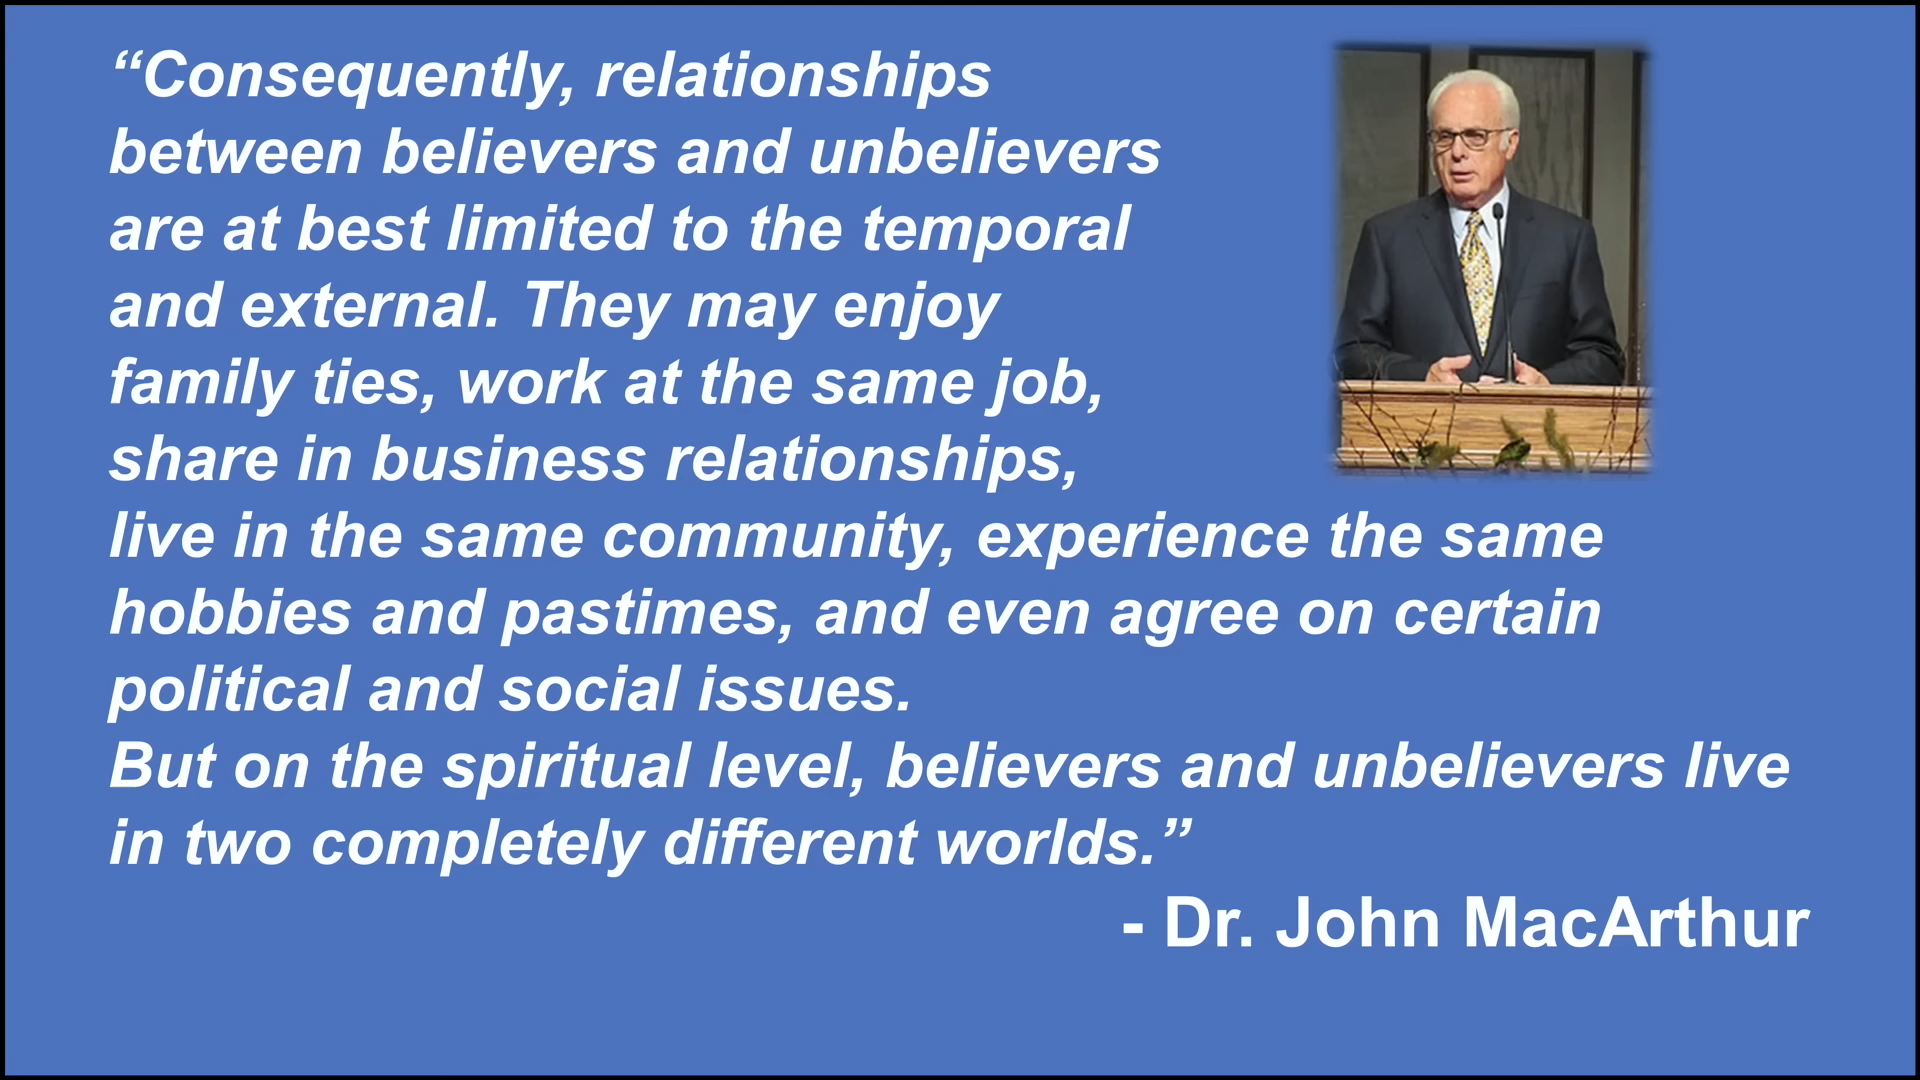 “Consequently, relationships
between believers and unbelievers
are at best limited to the temporal
and external. They may enjoy
family ties, work at the same job,
share in business relationships,
live in the same community, experience the same
hobbies and pastimes, and even agree on certain
political and social issues.
But on the spiritual level, believers and unbelievers live
in two completely different worlds.”
- Dr. John MacArthur